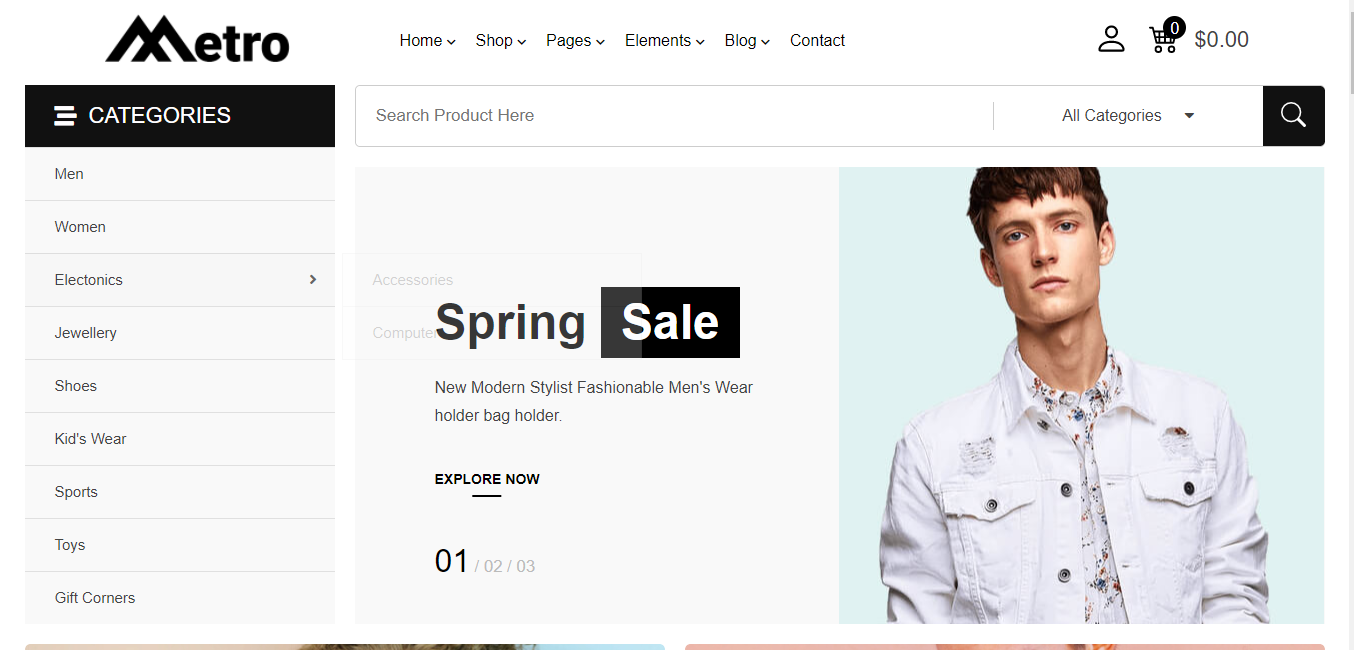 Metro
Home Shop Pages Elements Blog Contact
0
$0.00
CATEGORIES
Search Product Here
All Categories
Men
Women
Electonics
Jewellery
Shoes
Kid's Wear
Sports
Toys
Gift Corners
Accessories
Spring Sale
New Modern Stylist Fashionable Men's Wear
holder bag holder.
EXPLORE NOW
01 / 02 / 03